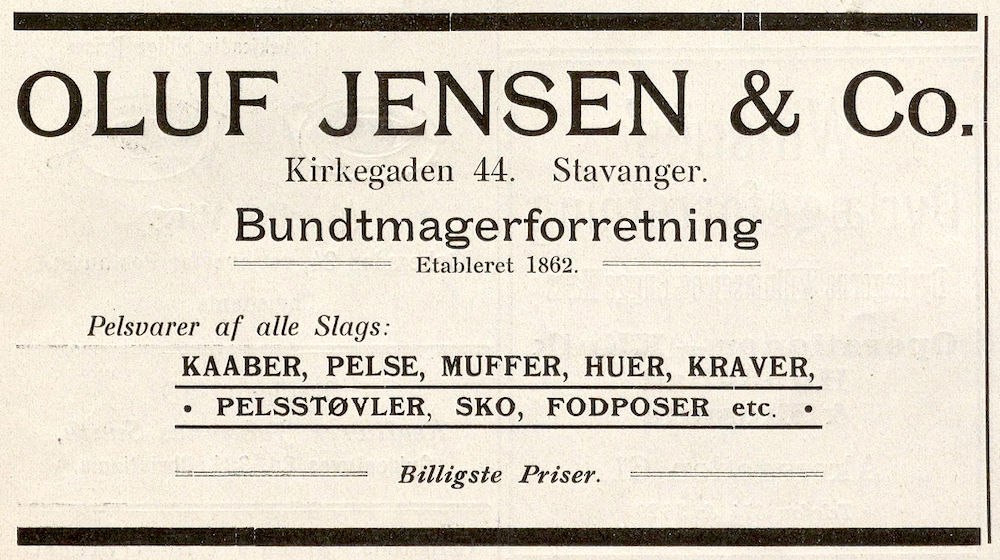 OLUF JENSEN & Co.
Kirkegaden 44. Stavanger.
Bundtmagerforretning
Etableret 1862.
Pelsvarer af alle Slags:
KAABER, PELSE, MUFFER, HUER, KRAVER,
• PELSSTØVLER, SKO, FODPOSER etc. •
Billigste Priser.